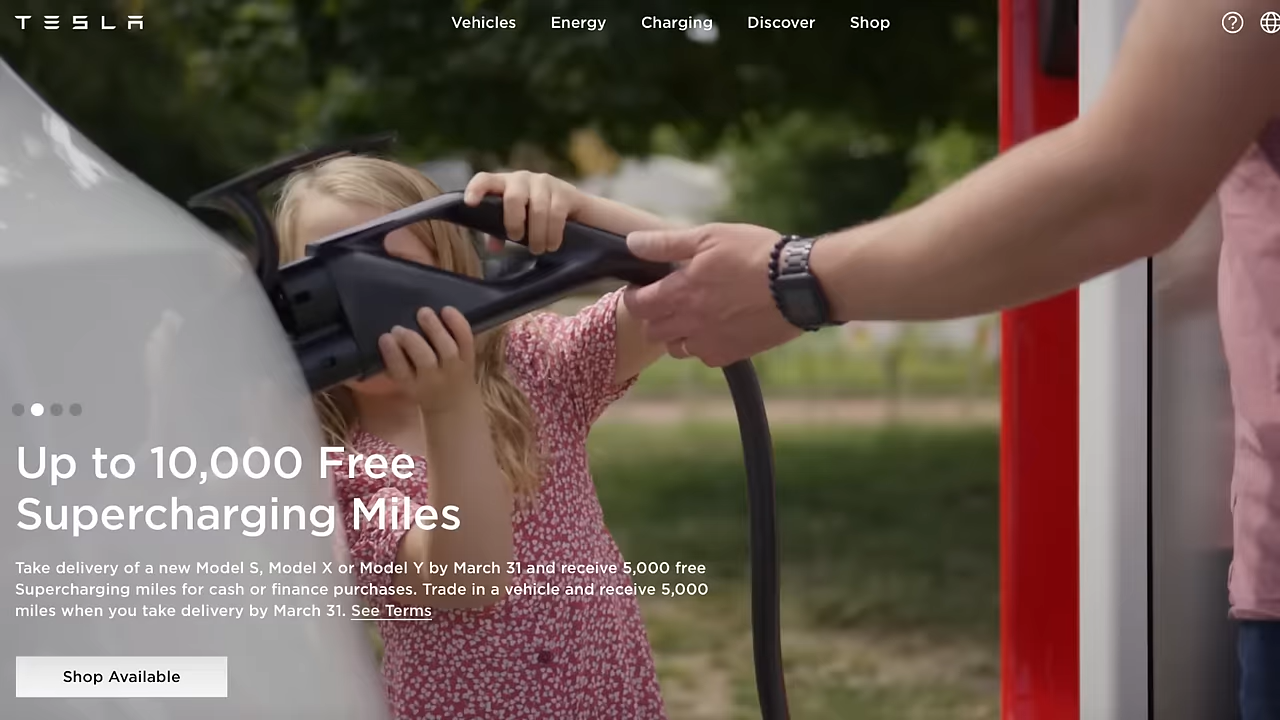 TESLA
Vehicles
Energy
Charging
Discover
Shop
Up to 10,000 Free
Supercharging Miles
Take delivery of a new Model S, Model X or Model Y by March 31 and receive 5,000 free
Supercharging miles for cash or finance purchases. Trade in a vehicle and receive 5,000
miles when you take delivery by March 31. See Terms
Shop Available